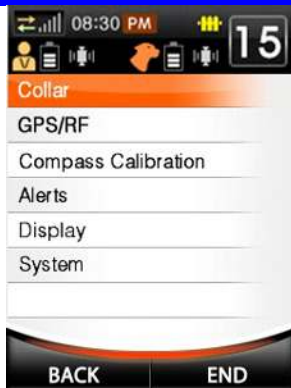 08:30 PM
15
Collar
GPS/RF
Compass Calibration
Alerts
Display
System
BACK END